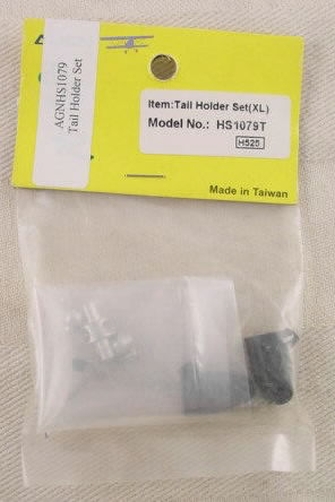 AGNHS1079
Tail Holder Set
Item:Tail Holder Set(XL)
Model No.: HS1079T
H525
Made in Taiwan